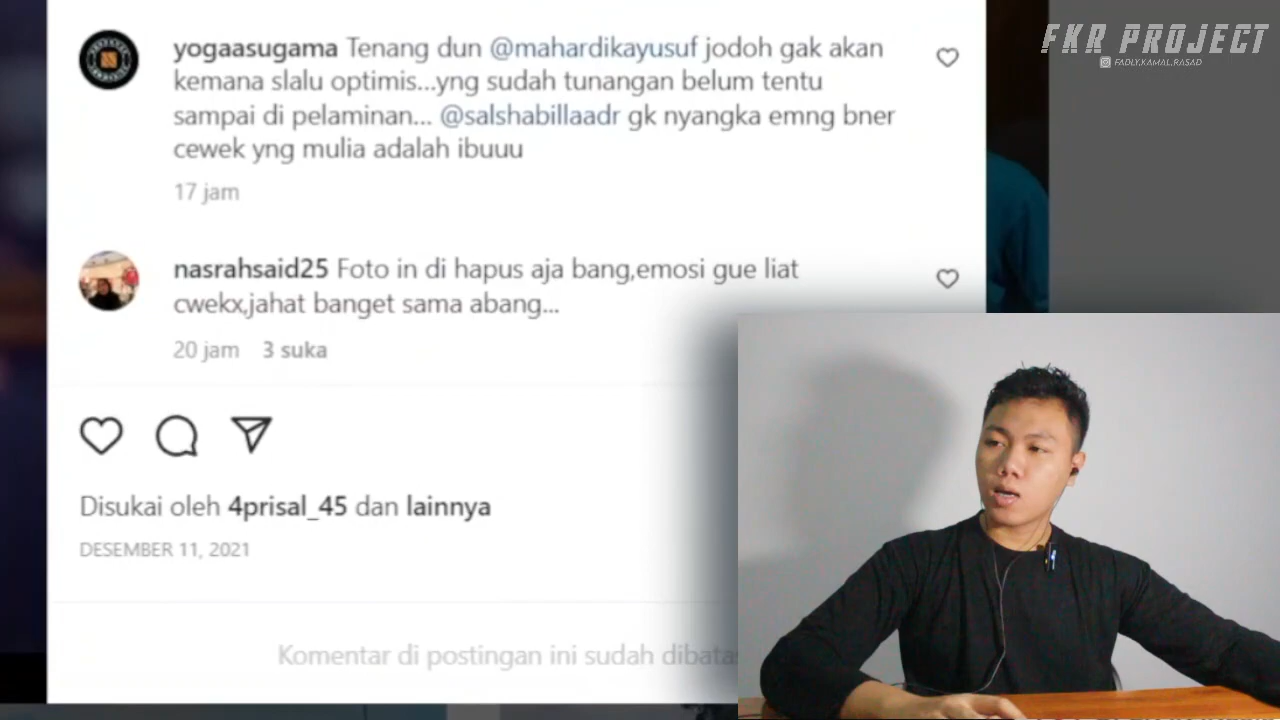 FKR PROJECT
FADLY.KAMAL.RASAD
yogaasugama Tenang dun @mahardikayusuf jodoh gak akan
kemana slalu optimis...yng sudah tunangan belum tentu
sampai di pelaminan... @salshabillaadr gk nyangka emng bner
cewek yng mulia adalah ibuuu
17 jam
nasrahsaid25 Foto in di hapus aja bang,emosi gue liat
cwekx,jahat banget sama abang...
20 jam 3 suka
Disukai oleh 4prisal_45 dan lainnya
DESEMBER 11, 2021
Komentar di postingan ini sudah dibatas